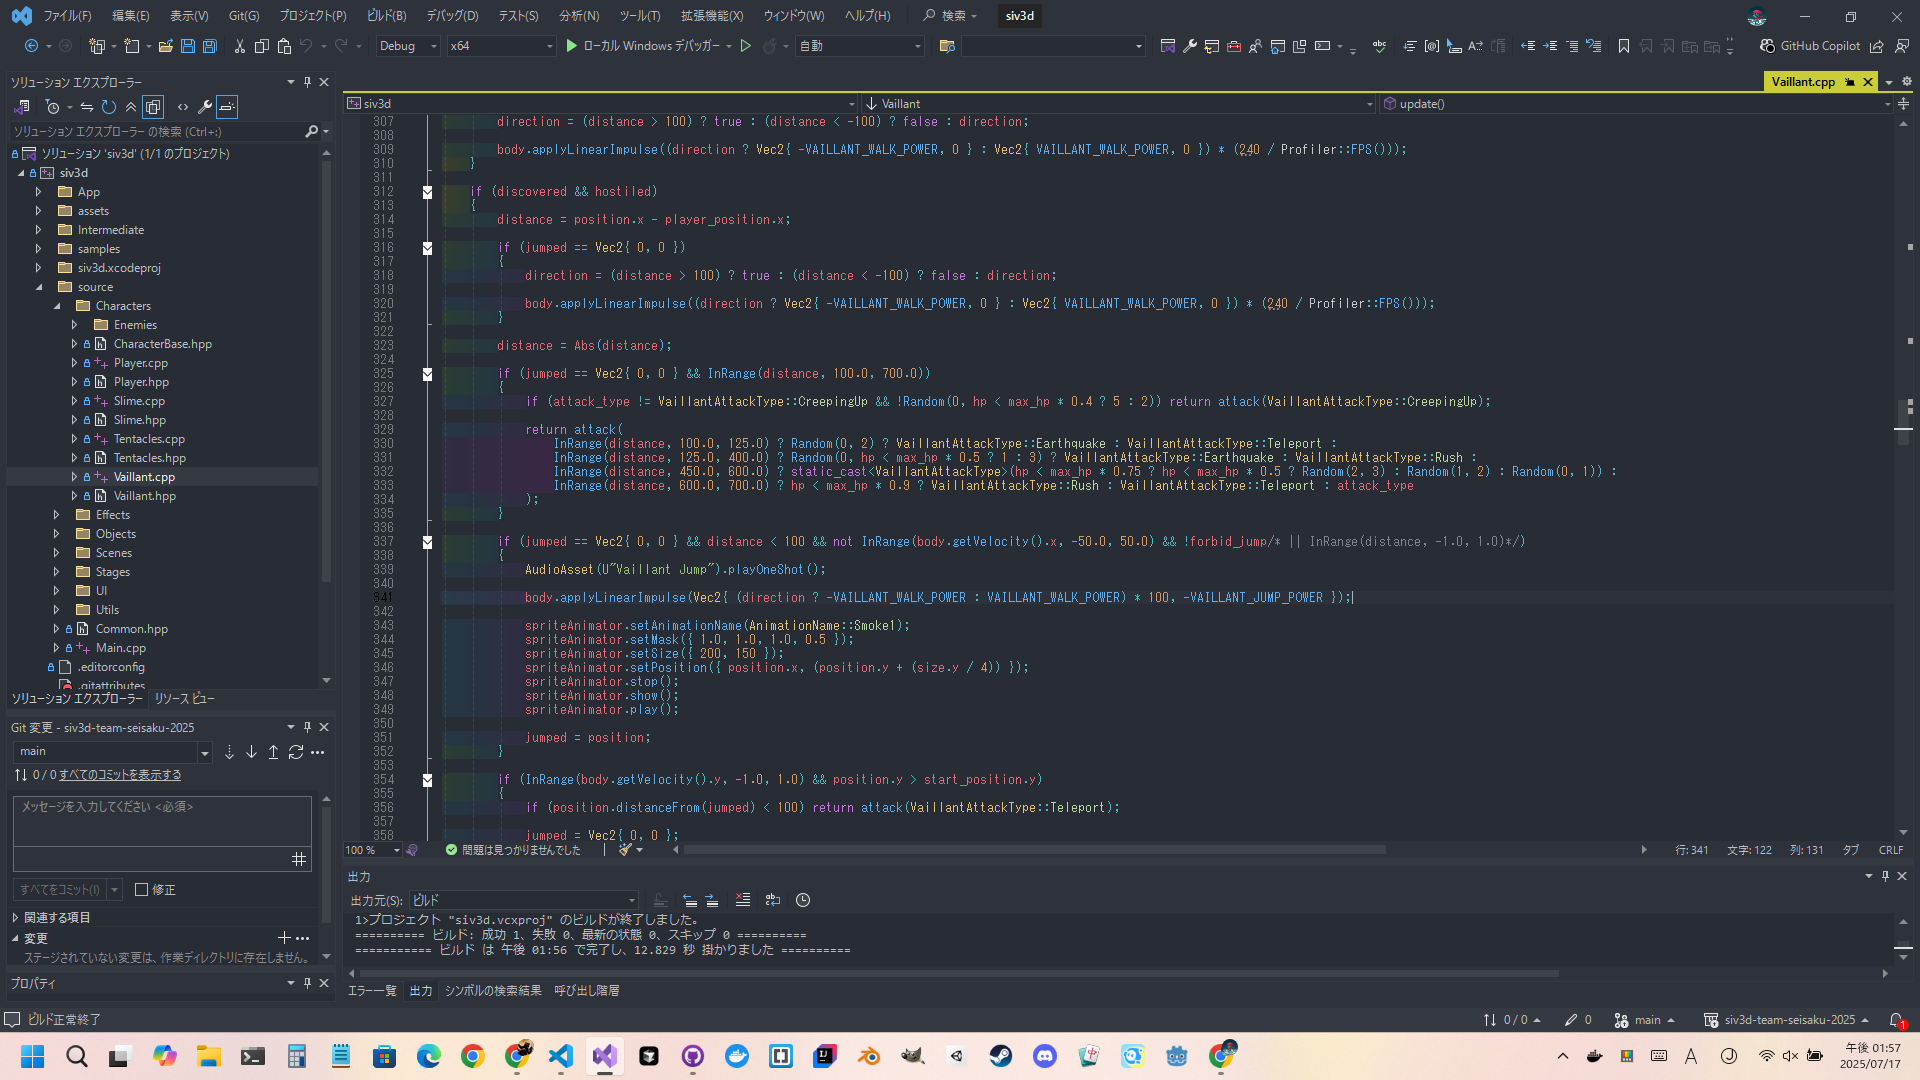 ファイル(F) 編集(E) 表示(V) Git(G) プロジェクト(P) ビルド(B) デバッグ(D) テスト(S) 分析(N) ツール(T) 拡張機能(X) ウィンドウ(W) ヘルプ(H) 検索 siv3d
Debug x64 ローカル Windows デバッガー 自動 GitHub Copilot
ソリューション エクスプローラー
ソリューション エクスプローラー の検索 (Ctrl+:)
ソリューション 'siv3d' (1/1 のプロジェクト)
siv3d
App
assets
Intermediate
samples
siv3d.xcodeproj
source
Characters
Enemies
CharacterBase.hpp
Player.cpp
Player.hpp
Slime.cpp
Slime.hpp
Tentacles.cpp
Tentacles.hpp
Vaillant.cpp
Vaillant.hpp
Effects
Objects
Scenes
Stages
UI
Utils
Common.hpp
Main.cpp
.editorconfig
.gitattributes
ソリューション エクスプローラー リソース ビュー
Git 変更 - siv3d-team-seisaku-2025
main
0 / 0 すべてのコミットを表示する
メッセージを入力してください <必須>
すべてをコミット(I) 修正
関連する項目
変更
ステージされていない変更は、作業ディレクトリに存在しません。
プロパティ
Vaillant.cpp
siv3d Vaillant update()
307 direction = (distance > 100) ? true : (distance < -100) ? false : direction;
308
309 body.applyLinearImpulse((direction ? Vec2{ -VAILLANT_WALK_POWER, 0 } : Vec2{ VAILLANT_WALK_POWER, 0 }) * (240 / Profiler::FPS()));
310 }
311
312 if (discovered && hostiled)
313 {
314 distance = position.x - player_position.x;
315
316 if (jumped == Vec2{ 0, 0 })
317 {
318 direction = (distance > 100) ? true : (distance < -100) ? false : direction;
319
320 body.applyLinearImpulse((direction ? Vec2{ -VAILLANT_WALK_POWER, 0 } : Vec2{ VAILLANT_WALK_POWER, 0 }) * (240 / Profiler::FPS()));
321 }
322
323 distance = Abs(distance);
324
325 if (jumped == Vec2{ 0, 0 } && InRange(distance, 100.0, 700.0))
326 {
327 if (attack_type != VaillantAttackType::CreepingUp && !Random(0, hp < max_hp * 0.4 ? 5 : 2)) return attack(VaillantAttackType::CreepingUp);
328
329 return attack(
330 InRange(distance, 100.0, 125.0) ? Random(0, 2) ? VaillantAttackType::Earthquake : VaillantAttackType::Teleport :
331 InRange(distance, 125.0, 400.0) ? Random(0, hp < max_hp * 0.5 ? 1 : 3) ? VaillantAttackType::Earthquake : VaillantAttackType::Rush :
332 InRange(distance, 450.0, 600.0) ? static_cast<VaillantAttackType>(hp < max_hp * 0.75 ? hp < max_hp * 0.5 ? Random(2, 3) : Random(1, 2) : Random(0, 1)) :
333 InRange(distance, 600.0, 700.0) ? hp < max_hp * 0.9 ? VaillantAttackType::Rush : VaillantAttackType::Teleport : attack_type
334 );
335 }
336
337 if (jumped == Vec2{ 0, 0 } && distance < 100 && not InRange(body.getVelocity().x, -50.0, 50.0) && !forbid_jump/* || InRange(distance, -1.0, 1.0)*/)
338 {
339 AudioAsset(U"Vaillant Jump").playOneShot();
340
341 body.applyLinearImpulse(Vec2{ (direction ? -VAILLANT_WALK_POWER : VAILLANT_WALK_POWER) * 100, -VAILLANT_JUMP_POWER });
342
343 spriteAnimator.setAnimationName(AnimationName::Smoke1);
344 spriteAnimator.setMask({ 1.0, 1.0, 1.0, 0.5 });
345 spriteAnimator.setSize({ 200, 150 });
346 spriteAnimator.setPosition({ position.x, (position.y + (size.y / 4)) });
347 spriteAnimator.stop();
348 spriteAnimator.show();
349 spriteAnimator.play();
350
351 jumped = position;
352 }
353
354 if (InRange(body.getVelocity().y, -1.0, 1.0) && position.y > start_position.y)
355 {
356 if (position.distanceFrom(jumped) < 100) return attack(VaillantAttackType::Teleport);
357
358 jumped = Vec2{ 0, 0 };
100 % 問題は見つかりませんでした 行: 341 文字: 122 列: 131 タブ CRLF
出力
出力元(S): ビルド
1>プロジェクト "siv3d.vcxproj" のビルドが終了しました。
========== ビルド: 成功 1、失敗 0、最新の状態 0、スキップ 0 ==========
=========== ビルド は 午後 01:56 で完了し、12.829 秒 掛かりました ==========
エラー一覧 出力 シンボルの検索結果 呼び出し階層
ビルド正常終了 0 / 0 0 main siv3d-team-seisaku-2025 1
A 午後 01:57
2025/07/17